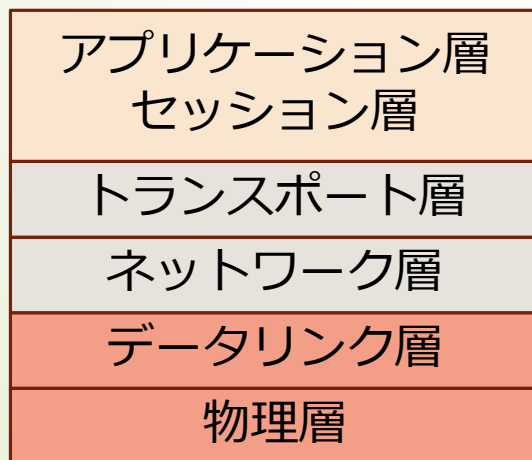 アプリケーション層
セッション層
トランスポート層
ネットワーク層
データリンク層
物理層